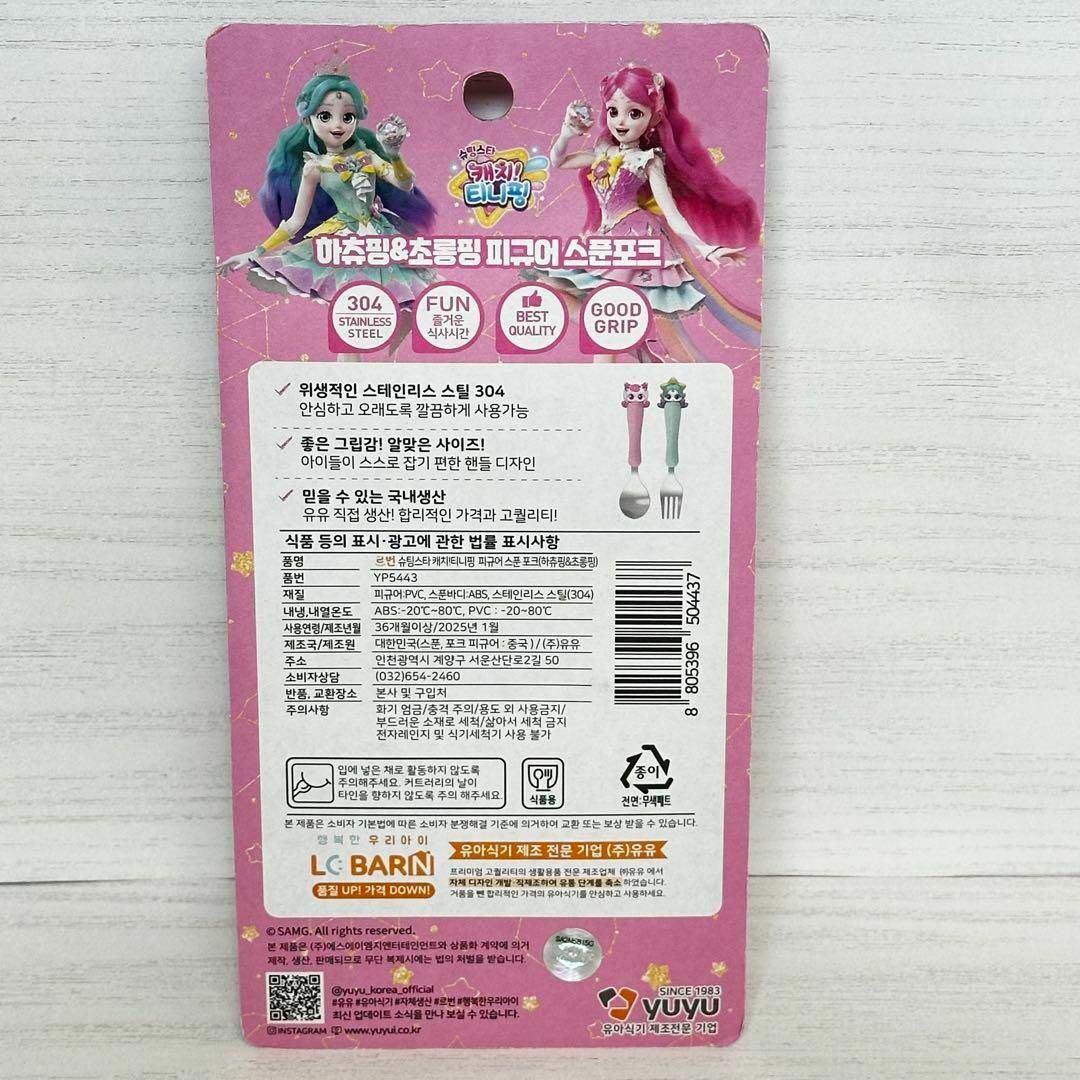 슈팅스타
캐치!
티니핑
하츄핑&초롱핑 피규어 스푼포크
304
STAINLESS
STEEL
FUN
즐거운
식사시간
BEST
QUALITY
GOOD
GRIP
위생적인 스테인리스 스틸 304
안심하고 오래도록 깔끔하게 사용가능
좋은 그립감! 알맞은 사이즈!
아이들이 스스로 잡기 편한 핸들 디자인
믿을 수 있는 국내생산
유유 직접 생산! 합리적인 가격과 고퀄리티!
식품 등의 표시·광고에 관한 법률 표시사항
품명 르번 슈팅스타 캐치!티니핑 피규어 스푼 포크(하츄핑&초롱핑)
품번 YP5443
재질 피규어:PVC, 스푼바디:ABS, 스테인리스 스틸(304)
내냉,내열온도 ABS:-20℃~80℃, PVC : -20~80℃
사용연령/제조년월 36개월이상/2025년 1월
제조국/제조원 대한민국(스푼, 포크 피규어 : 중국 ) / (주)유유
주소 인천광역시 계양구 서운산단로2길 50
소비자상담 (032)654-2460
반품, 교환장소 본사 및 구입처
주의사항 화기 엄금/충격 주의/용도 외 사용금지/
부드러운 소재로 세척/삶아서 세척 금지
전자레인지 및 식기세척기 사용 불가
8 805396 504437
입에 넣은 채로 활동하지 않도록
주의해주세요. 커트러리의 날이
타인을 향하지 않도록 주의 해주세요.
식품용
종이
전면:무색페트
본 제품은 소비자 기본법에 따른 소비자 분쟁해결 기준에 의거하여 교환 또는 보상 받을 수 있습니다.
행복한 우리아이
LE BARN
품질 UP! 가격 DOWN!
유아식기 제조 전문 기업 (주)유유
프리미엄 고퀄리티의 생활용품 전문 제조업체 ㈜유유 에서
자체 디자인 개발·직제조하여 유통 단계를 축소 하였습니다.
거품을 뺀 합리적인 가격의 유아식기를 안심하고 사용하세요.
© SAMG. All rights reserved.
본 제품은 (주)에스에이엠지엔터테인먼트와 상품화 계약에 의거
제작, 생산, 판매되므로 무단 복제시에는 법의 처벌을 받습니다.
@yuyu_korea_official
#유유 #유아식기 #자체생산 #르번 #행복한우리아이
최신 업데이트 소식을 만나 보실 수 있습니다.
INSTAGRAM www.yuyui.co.kr
SINCE 1983
YUYU
유아식기 제조전문 기업